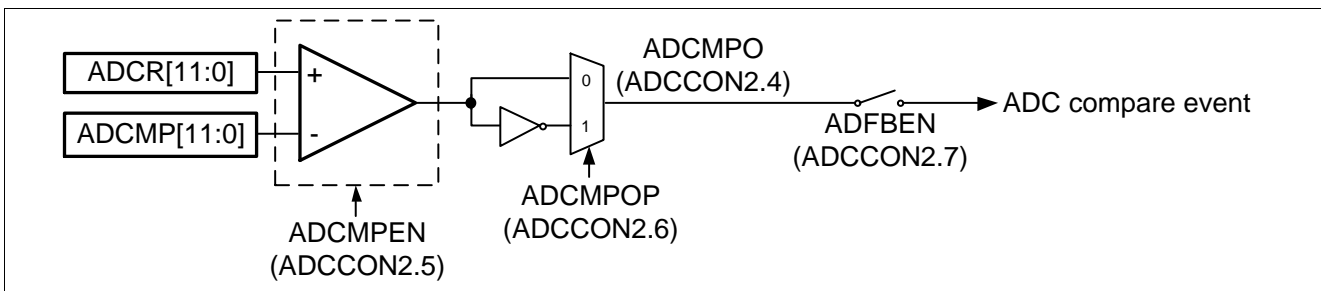 ADCR[11:0]
ADCMP[11:0]
+
-
ADCMPEN
(ADCCON2.5)
0
1
ADCMPOP
(ADCCON2.6)
ADCMPO
(ADCCON2.4)
ADFBEN
(ADCCON2.7)
ADC compare event